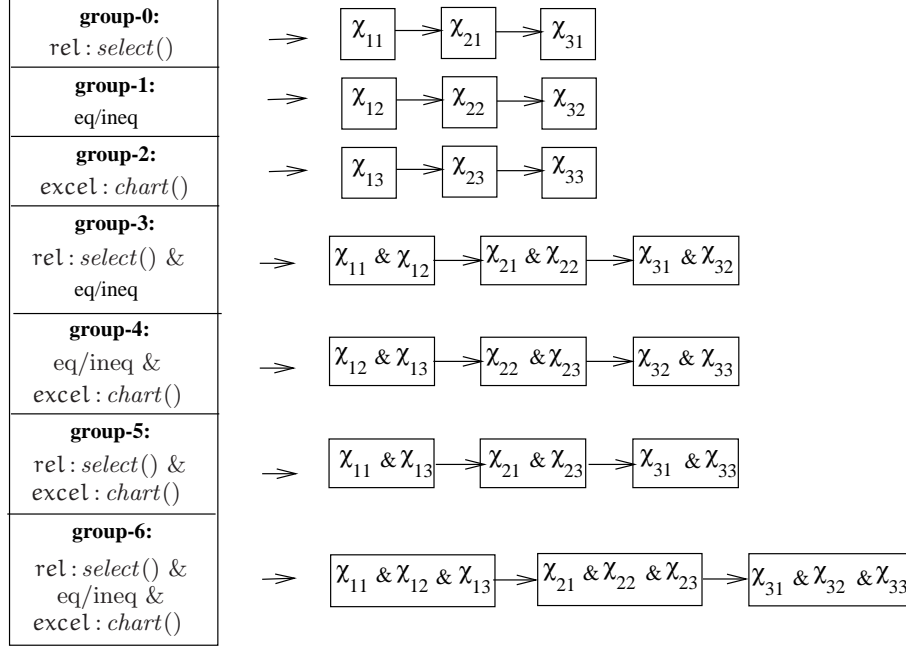 group-0:
rel: select()
χ11 χ21 χ31
group-1:
eq/ineq
χ12 χ22 χ32
group-2:
excel: chart()
χ13 χ23 χ33
group-3:
rel: select() &
eq/ineq
χ11 & χ12 χ21 & χ22 χ31 & χ32
group-4:
eq/ineq &
excel: chart()
χ12 & χ13 χ22 & χ23 χ32 & χ33
group-5:
rel: select() &
excel: chart()
χ11 & χ13 χ21 & χ23 χ31 & χ33
group-6:
rel: select() &
eq/ineq &
excel: chart()
χ11 & χ12 & χ13 χ21 & χ22 & χ23 χ31 & χ32 & χ33